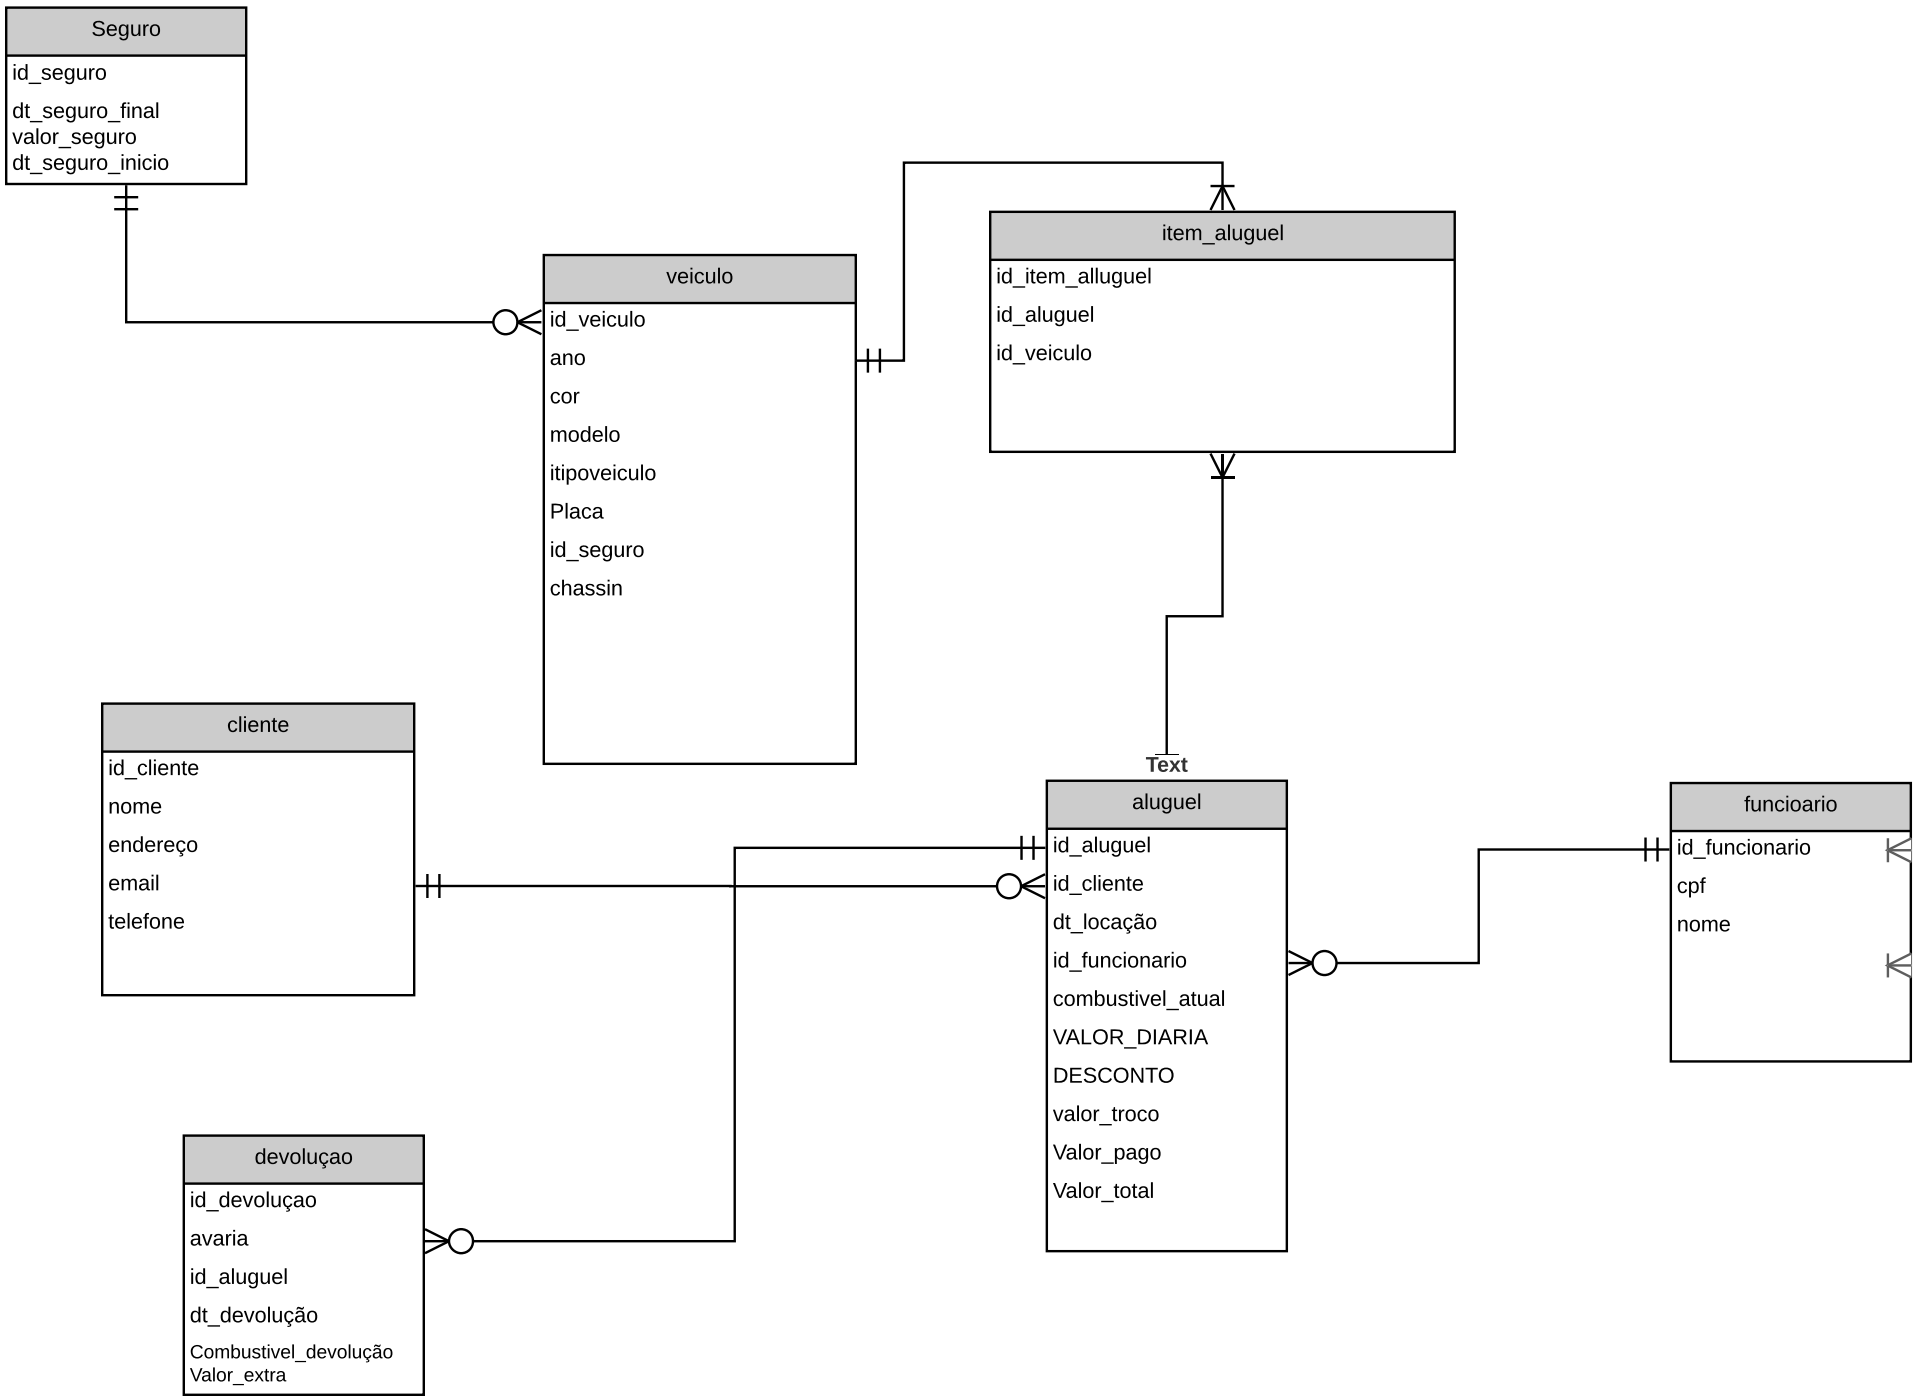 Seguro
id_seguro
dt_seguro_final
valor_seguro
dt_seguro_inicio
item_aluguel
id_item_alluguel
id_aluguel
id_veiculo
veiculo
id_veiculo
ano
cor
modelo
itipoveiculo
Placa
id_seguro
chassin
cliente
id_cliente
nome
endereço
email
telefone
Text
aluguel
id_aluguel
id_cliente
dt_locação
id_funcionario
combustivel_atual
VALOR_DIARIA
DESCONTO
valor_troco
Valor_pago
Valor_total
funcioario
id_funcionario
cpf
nome
devoluçao
id_devoluçao
avaria
id_aluguel
dt_devolução
Combustivel_devolução
Valor_extra